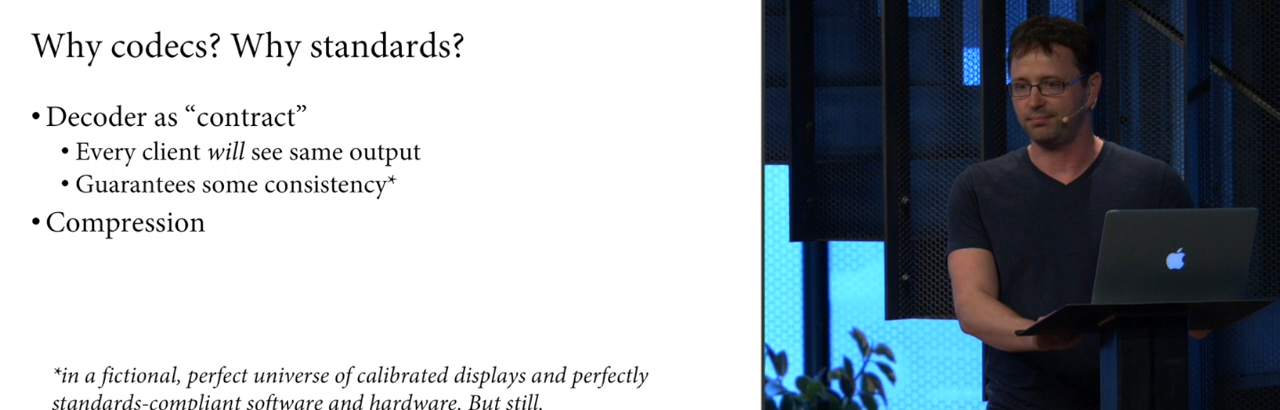 Why codecs? Why standards?
• Decoder as “contract”
• Every client will see same output
• Guarantees some consistency*
• Compression
*in a fictional, perfect universe of calibrated displays and perfectly
standards-compliant software and hardware. But still.